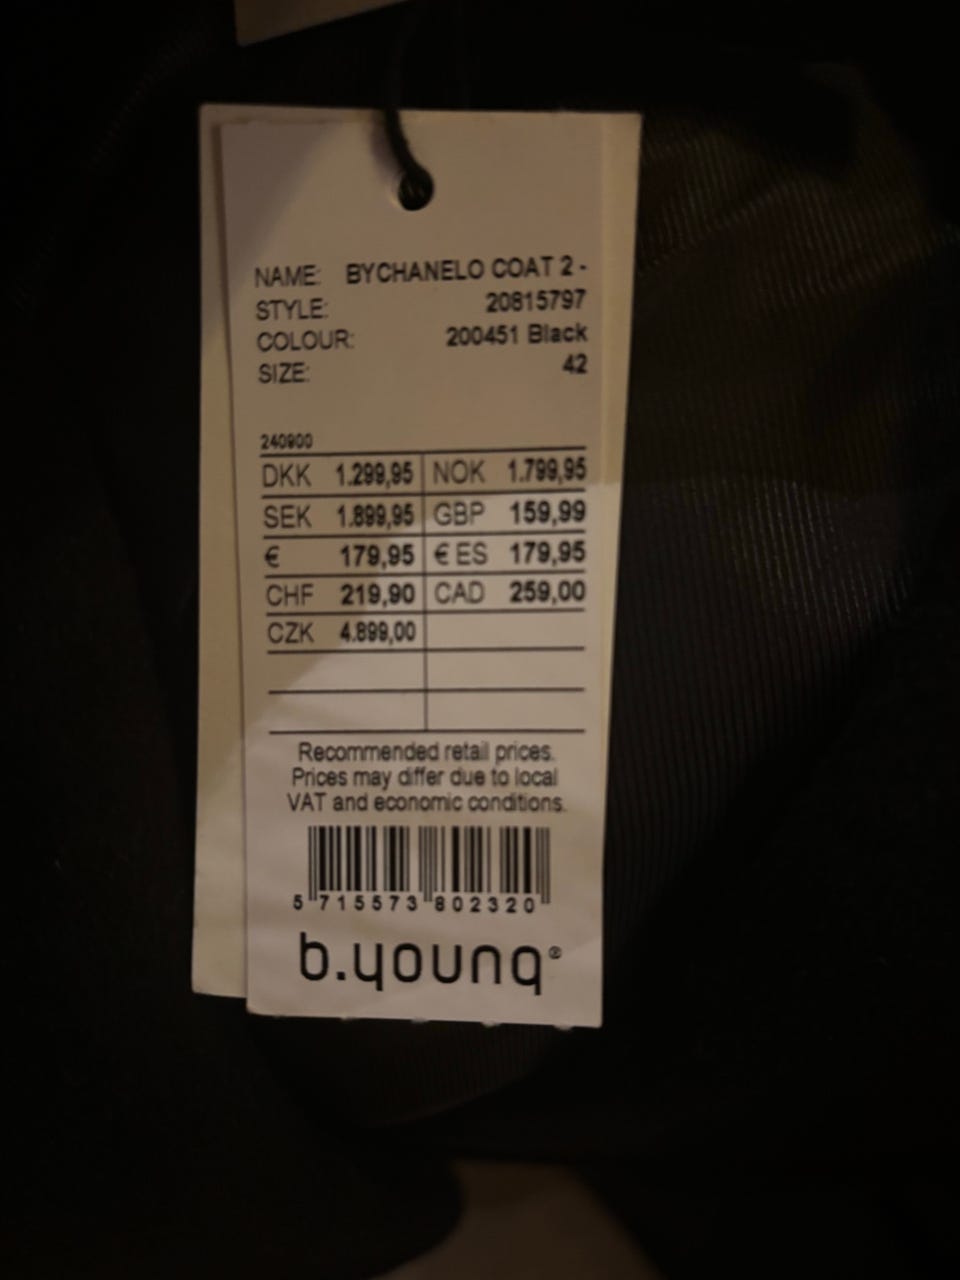 NAME: BYCHANELO COAT 2 -
STYLE: 20815797
COLOUR: 200451 Black
SIZE: 42
240900
DKK 1.299,95 NOK 1.799,95
SEK 1.899,95 GBP 159,99
€ 179,95 € ES 179,95
CHF 219,90 CAD 259,00
CZK 4.899,00
Recommended retail prices.
Prices may differ due to local
VAT and economic conditions.
5 715573 802320
b.young®